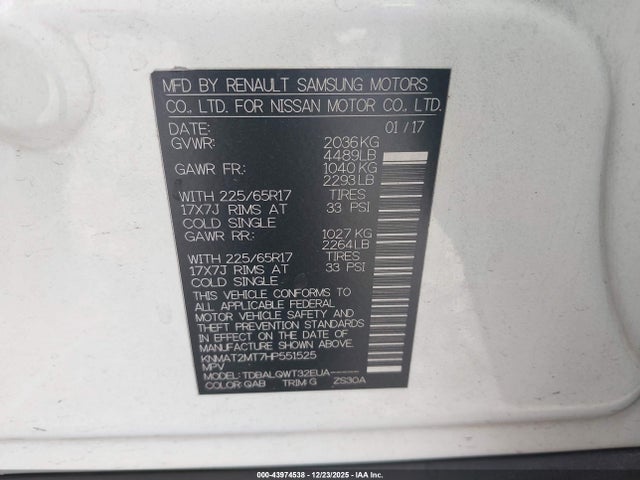 MFD BY RENAULT SAMSUNG MOTORS
CO., LTD. FOR NISSAN MOTOR CO., LTD.
DATE: 01 / 17
GVWR: 2036 KG
4489 LB
GAWR FR: 1040 KG
2293 LB
WITH 225/65R17 TIRES
17X7J RIMS AT 33 PSI
COLD SINGLE
GAWR RR: 1027 KG
2264 LB
WITH 225/65R17 TIRES
17X7J RIMS AT 33 PSI
COLD SINGLE
THIS VEHICLE CONFORMS TO
ALL APPLICABLE FEDERAL
MOTOR VEHICLE SAFETY AND
THEFT PREVENTION STANDARDS
IN EFFECT ON THE DATE OF
MANUFACTURE SHOWN ABOVE.
KNMAT2MT7HP551525
MPV
MODEL: TDBALQWT32EUA-----
COLOR: QAB TRIM: G ZS30A
000-43974538 - 12/23/2025 - IAA Inc.